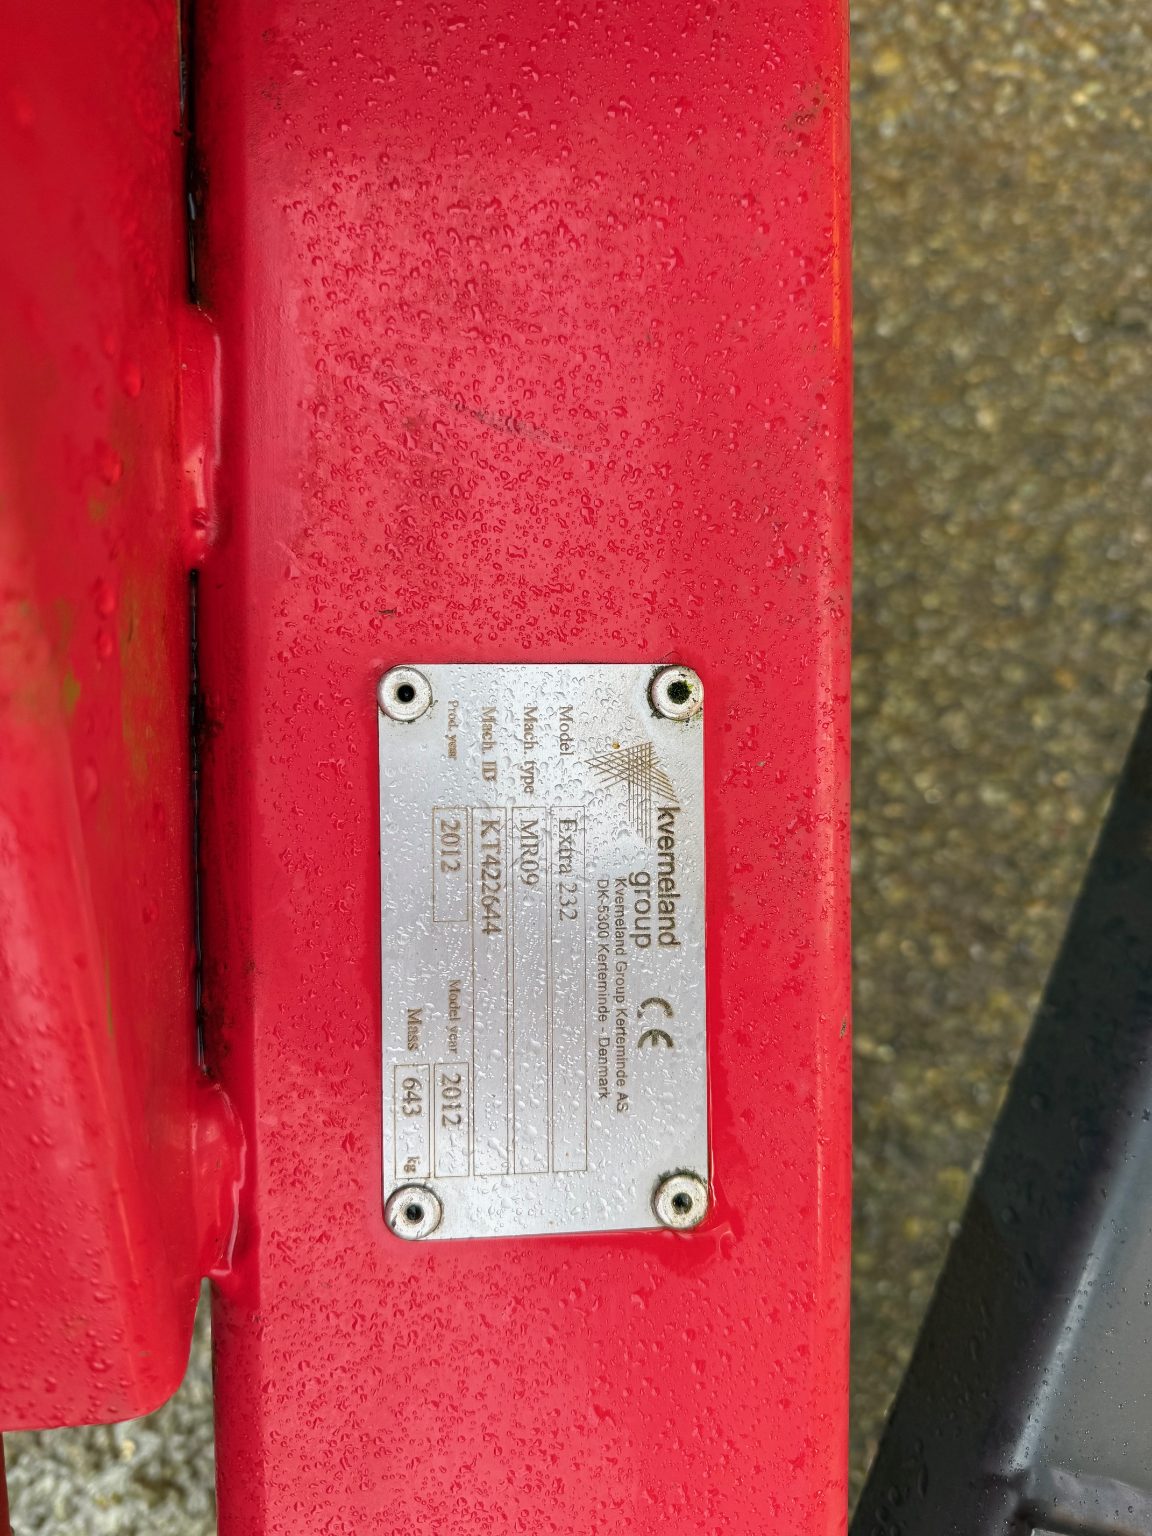 kverneland
group
CE
Kverneland Group Kerteminde AS
DK-5300 Kerteminde - Denmark
Model Extra 232
Mach. type MR09
Mach. ID KT422644
Prod. year 2012 Model year 2012
Mass 643 kg